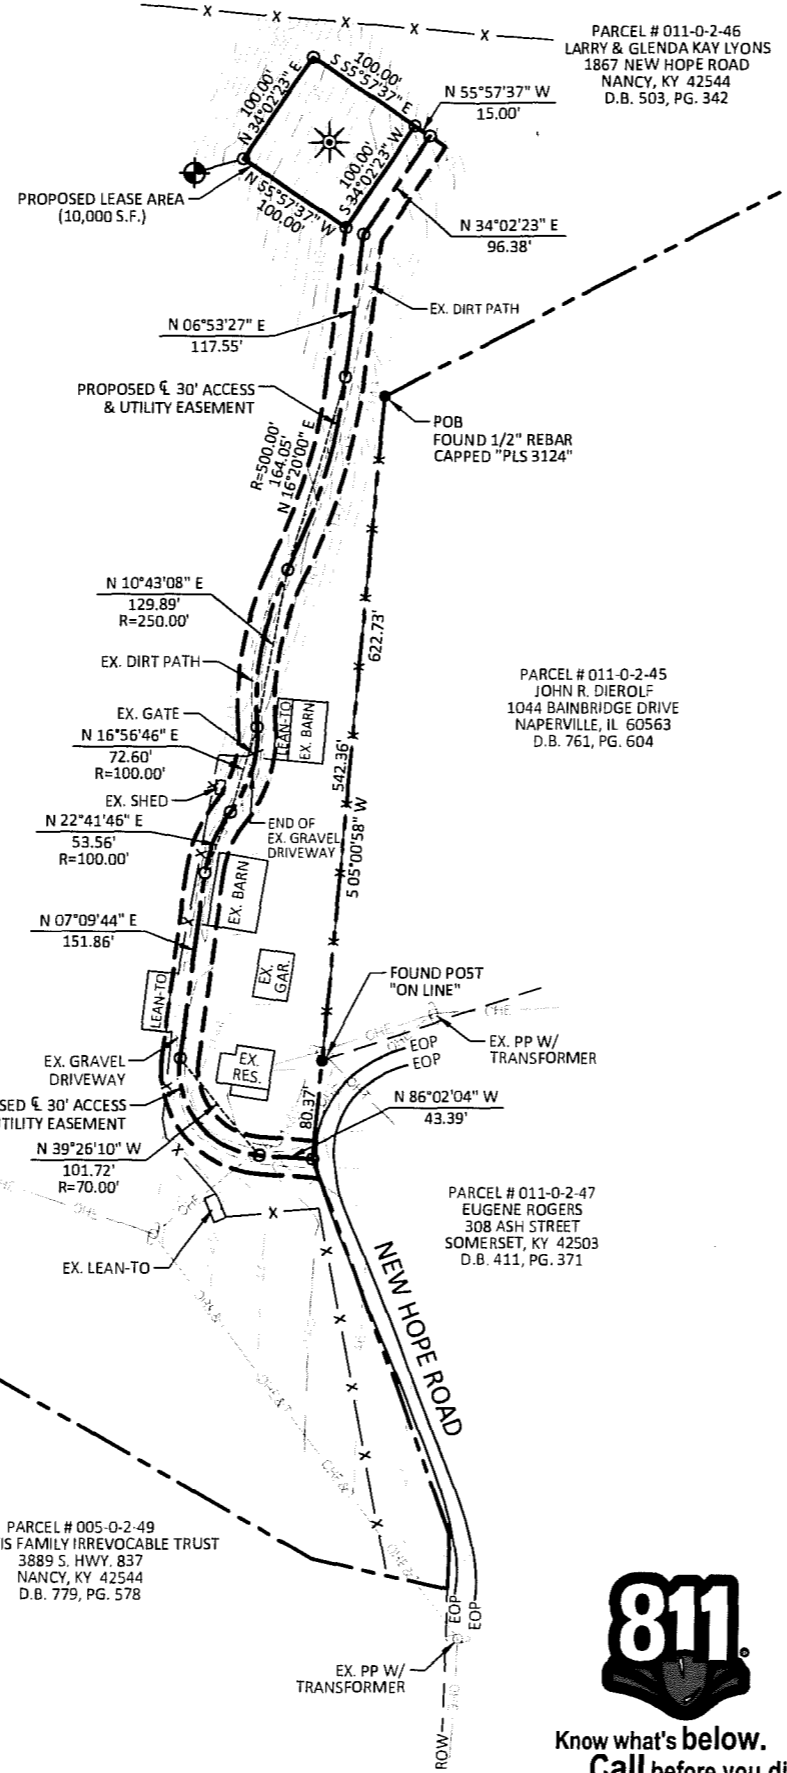 PARCEL # 011-0-2-46
LARRY & GLENDA KAY LYONS
1867 NEW HOPE ROAD
NANCY, KY 42544
D.B. 503, PG. 342
X
X
X
X
X
100.00'
S 55°57'37" E
100.00'
N 34°02'23" E
N 55°57'37" W
15.00'
100.00'
S 34°02'23" W
N 55°57'37" W
100.00'
PROPOSED LEASE AREA
(10,000 S.F.)
N 34°02'23" E
96.38'
EX. DIRT PATH
N 06°53'27" E
117.55'
PROPOSED ℄ 30' ACCESS
& UTILITY EASEMENT
POB
FOUND 1/2" REBAR
CAPPED "PLS 3124"
R=500.00'
164.05'
N 16°20'00" E
N 10°43'08" E
129.89'
R=250.00'
622.73'
EX. DIRT PATH
PARCEL # 011-0-2-45
JOHN R. DIEROLF
1044 BAINBRIDGE DRIVE
NAPERVILLE, IL 60563
D.B. 761, PG. 604
EX. GATE
LEAN-TO
EX. BARN
N 16°56'46" E
72.60'
R=100.00'
542.36'
S 05°00'58" W
EX. SHED
END OF
EX. GRAVEL
DRIVEWAY
N 22°41'46" E
53.56'
R=100.00'
EX. BARN
N 07°09'44" E
151.86'
EX.
GAR.
LEAN-TO
FOUND POST
"ON LINE"
OHE
OHE
EOP
EOP
EX. PP W/
TRANSFORMER
EX. GRAVEL
DRIVEWAY
EX.
RES.
80.37'
N 86°02'04" W
43.39'
SED ℄ 30' ACCESS
TILITY EASEMENT
N 39°26'10" W
101.72'
R=70.00'
OHE
OHE
PARCEL # 011-0-2-47
EUGENE ROGERS
308 ASH STREET
SOMERSET, KY 42503
D.B. 411, PG. 371
EX. LEAN-TO
NEW HOPE ROAD
OHE&T
OHE&T
OHE&T
PARCEL # 005-0-2-49
IS FAMILY IRREVOCABLE TRUST
3889 S. HWY. 837
NANCY, KY 42544
D.B. 779, PG. 578
EOP
EOP
EX. PP W/
TRANSFORMER
OHE
ROW
811
Know what's below.
Call before you di